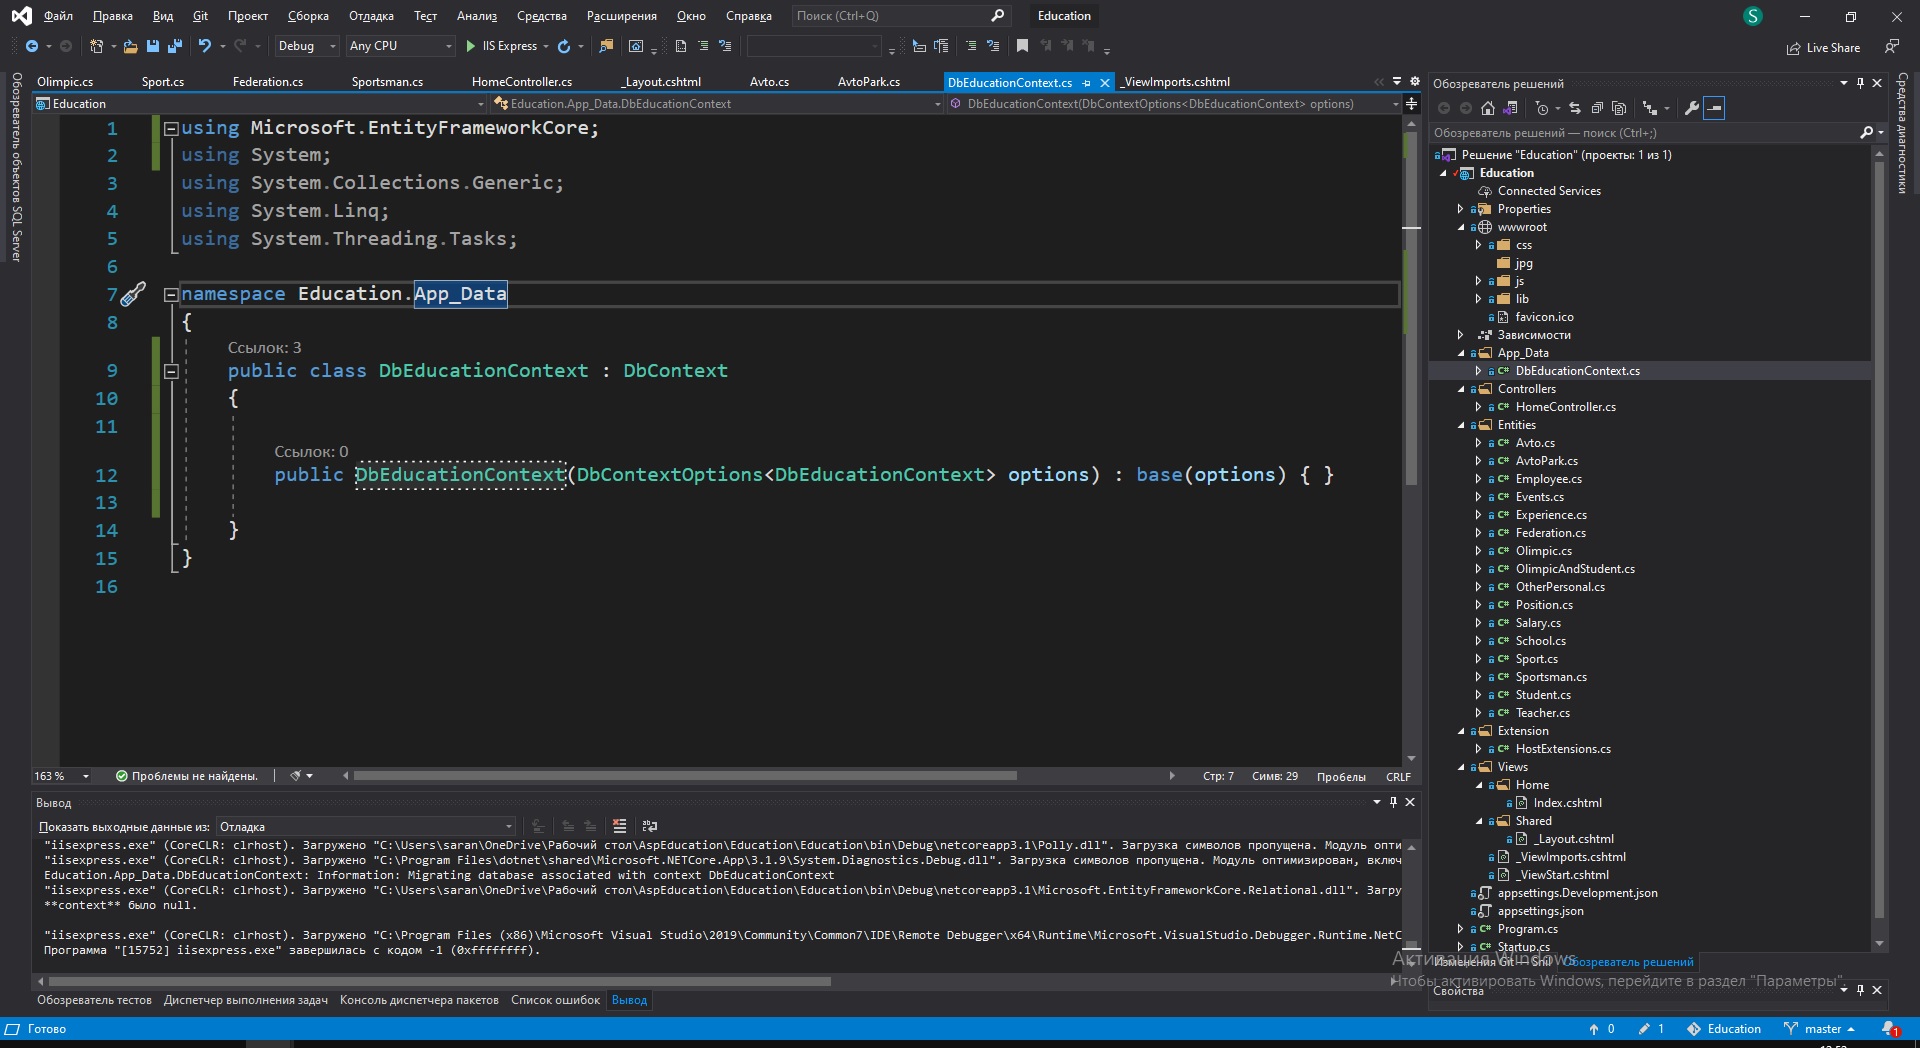 Файл Правка Вид Git Проект Сборка Отладка Тест Анализ Средства Расширения Окно Справка Поиск (Ctrl+Q) Education S
Debug Any CPU IIS Express Live Share
Обозреватель объектов SQL Server
Olimpic.cs Sport.cs Federation.cs Sportsman.cs HomeController.cs _Layout.cshtml Avto.cs AvtoPark.cs DbEducationContext.cs _ViewImports.cshtml
Education Education.App_Data.DbEducationContext DbEducationContext(DbContextOptions<DbEducationContext> options)
1 using Microsoft.EntityFrameworkCore;
2 using System;
3 using System.Collections.Generic;
4 using System.Linq;
5 using System.Threading.Tasks;
6
7 namespace Education.App_Data
8 {
Ссылок: 3
9 public class DbEducationContext : DbContext
10 {
11
Ссылок: 0
12 public DbEducationContext(DbContextOptions<DbEducationContext> options) : base(options) { }
13
14 }
15 }
16
163 % Проблемы не найдены. Стр: 7 Симв: 29 Пробелы CRLF
Вывод
Показать выходные данные из: Отладка
"iisexpress.exe" (CoreCLR: clrhost). Загружено "C:\Users\saran\OneDrive\Рабочий стол\AspEducation\Education\Education\bin\Debug\netcoreapp3.1\Polly.dll". Загрузка символов пропущена. Модуль опти
"iisexpress.exe" (CoreCLR: clrhost). Загружено "C:\Program Files\dotnet\shared\Microsoft.NETCore.App\3.1.9\System.Diagnostics.Debug.dll". Загрузка символов пропущена. Модуль оптимизирован, включ
Education.App_Data.DbEducationContext: Information: Migrating database associated with context DbEducationContext
"iisexpress.exe" (CoreCLR: clrhost). Загружено "C:\Users\saran\OneDrive\Рабочий стол\AspEducation\Education\Education\bin\Debug\netcoreapp3.1\Microsoft.EntityFrameworkCore.Relational.dll". Загру
**context** было null.
"iisexpress.exe" (CoreCLR: clrhost). Загружено "C:\Program Files (x86)\Microsoft Visual Studio\2019\Community\Common7\IDE\Remote Debugger\x64\Runtime\Microsoft.VisualStudio.Debugger.Runtime.NetC
Программа "[15752] iisexpress.exe" завершилась с кодом -1 (0xffffffff).
Обозреватель тестов Диспетчер выполнения задач Консоль диспетчера пакетов Список ошибок Вывод
Обозреватель решений
Обозреватель решений — поиск (Ctrl+;)
Решение "Education" (проекты: 1 из 1)
Education
Connected Services
Properties
wwwroot
css
jpg
js
lib
favicon.ico
Зависимости
App_Data
C# DbEducationContext.cs
Controllers
C# HomeController.cs
Entities
C# Avto.cs
C# AvtoPark.cs
C# Employee.cs
C# Events.cs
C# Experience.cs
C# Federation.cs
C# Olimpic.cs
C# OlimpicAndStudent.cs
C# OtherPersonal.cs
C# Position.cs
C# Salary.cs
C# School.cs
C# Sport.cs
C# Sportsman.cs
C# Student.cs
C# Teacher.cs
Extension
C# HostExtensions.cs
Views
Home
Index.cshtml
Shared
_Layout.cshtml
_ViewImports.cshtml
_ViewStart.cshtml
appsettings.Development.json
appsettings.json
C# Program.cs
C# Startup.cs
Изменения Git — Snil Обозреватель решений
Свойства
Активация Windows
Чтобы активировать Windows, перейдите в раздел "Параметры".
Средства диагностики
Готово 0 1 Education master 1